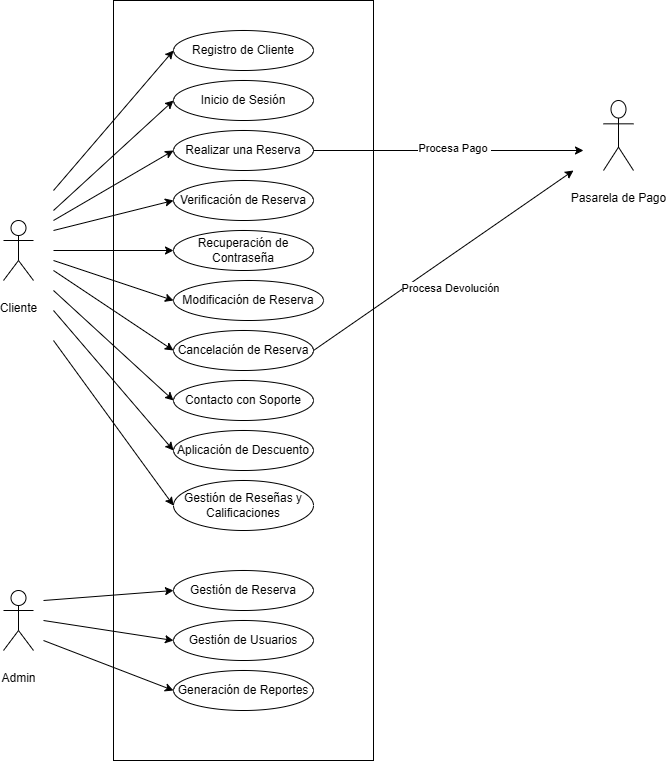 Registro de Cliente
Inicio de Sesión
Realizar una Reserva
Procesa Pago
Pasarela de Pago
Verificación de Reserva
Recuperación de
Contraseña
Cliente
Modificación de Reserva
Procesa Devolución
Cancelación de Reserva
Contacto con Soporte
Aplicación de Descuento
Gestión de Reseñas y
Calificaciones
Gestión de Reserva
Gestión de Usuarios
Admin
Generación de Reportes